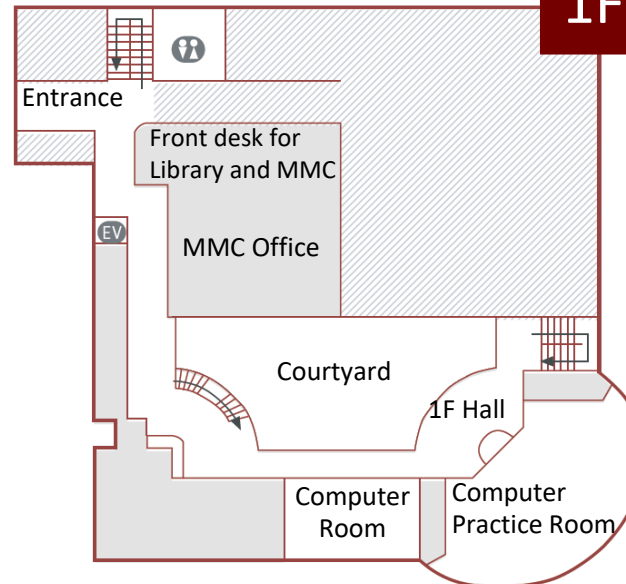 1F
Entrance
Front desk for
Library and MMC
EV
MMC Office
Courtyard
1F Hall
Computer
Room
Computer
Practice Room